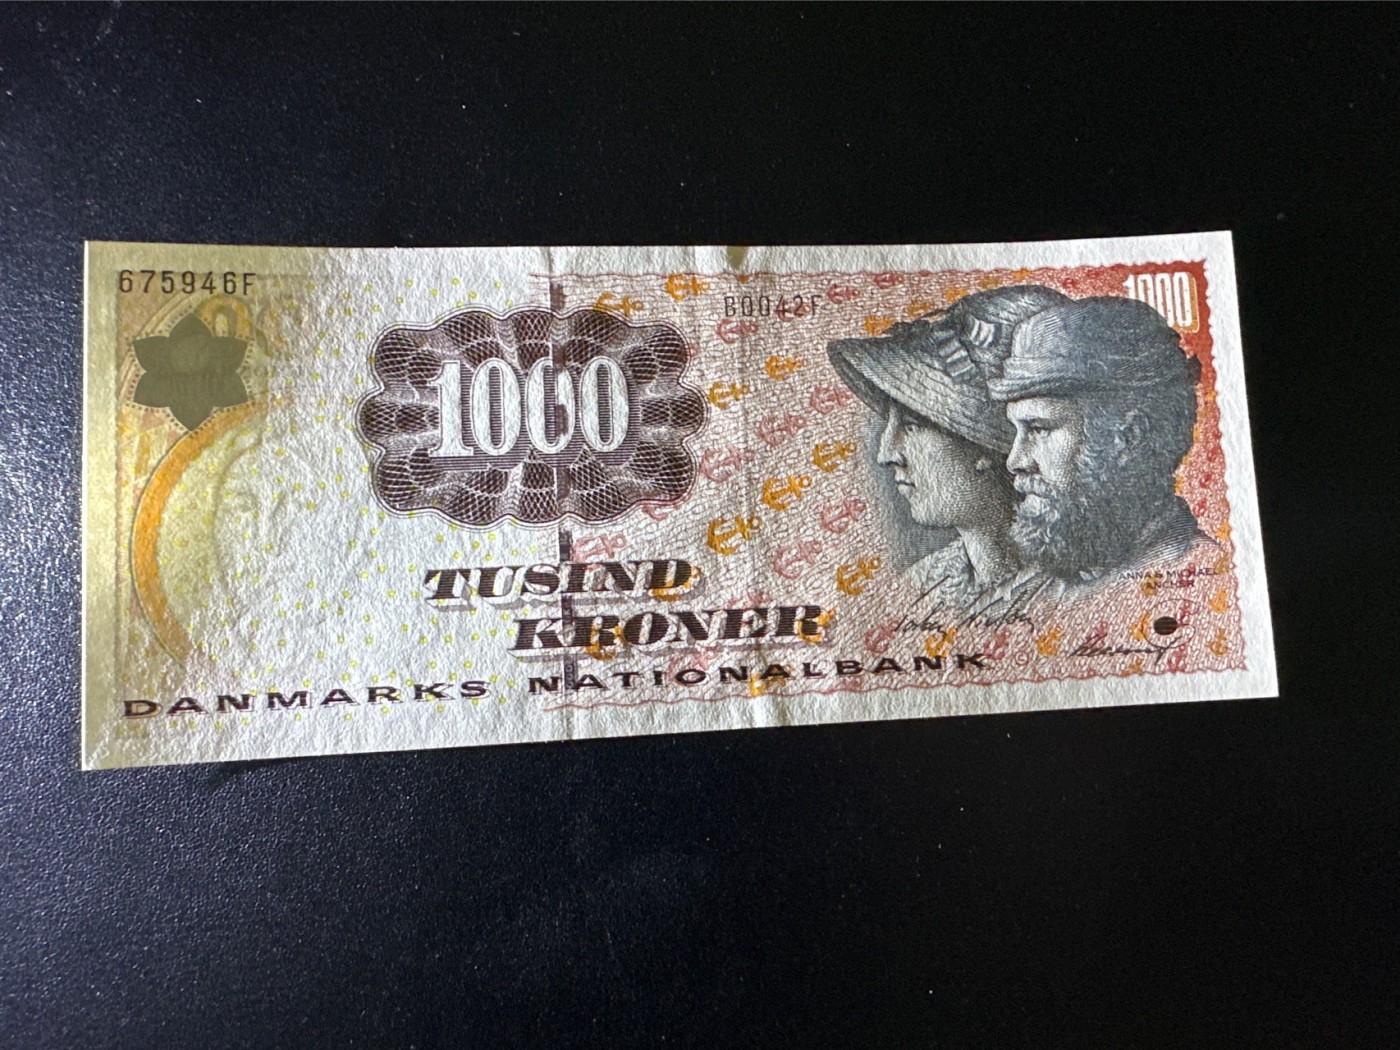 675946F
B0042F
1000
1000
TUSIND
KRONER
ANNA & MICHAEL
ANCHER
DANMARKS NATIONALBANK